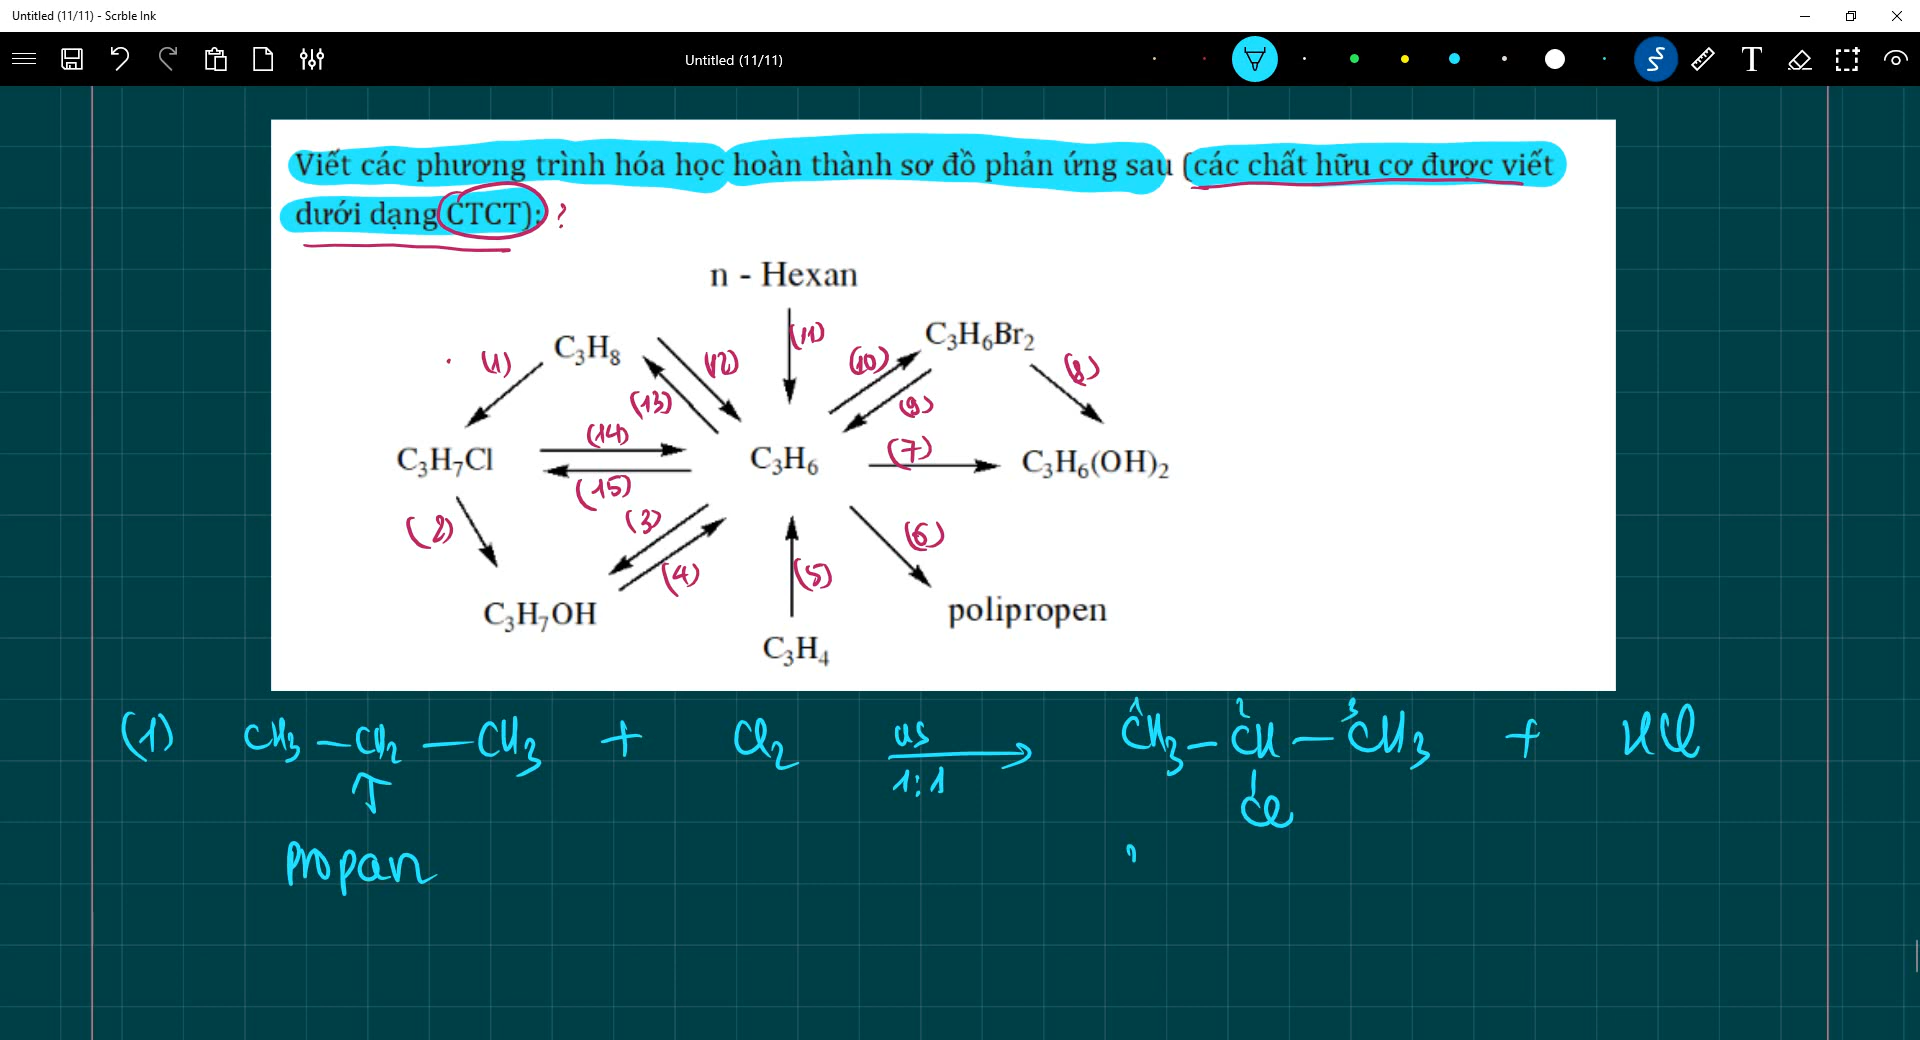 Untitled (11/11) - Scrble Ink
Untitled (11/11)
T
Viết các phương trình hóa học hoàn thành sơ đồ phản ứng sau (các chất hữu cơ được viết
dưới dạng CTCT): ?
n - Hexan
(11)
C₃H₈
(1)
(12)
(13)
(10)
C₃H₆Br₂
(8)
(9)
C₃H₇Cl
(14)
(15)
C₃H₆
(7)
C₃H₆(OH)₂
(2)
(3)
(4)
(5)
(6)
C₃H₇OH
C₃H₄
polipropen
(1) CH₃ — CH₂ — CH₃ + Cl₂ as 1:1 → ¹CH₃ — ²CH — ³CH₃ + HCl
Cl
Propan